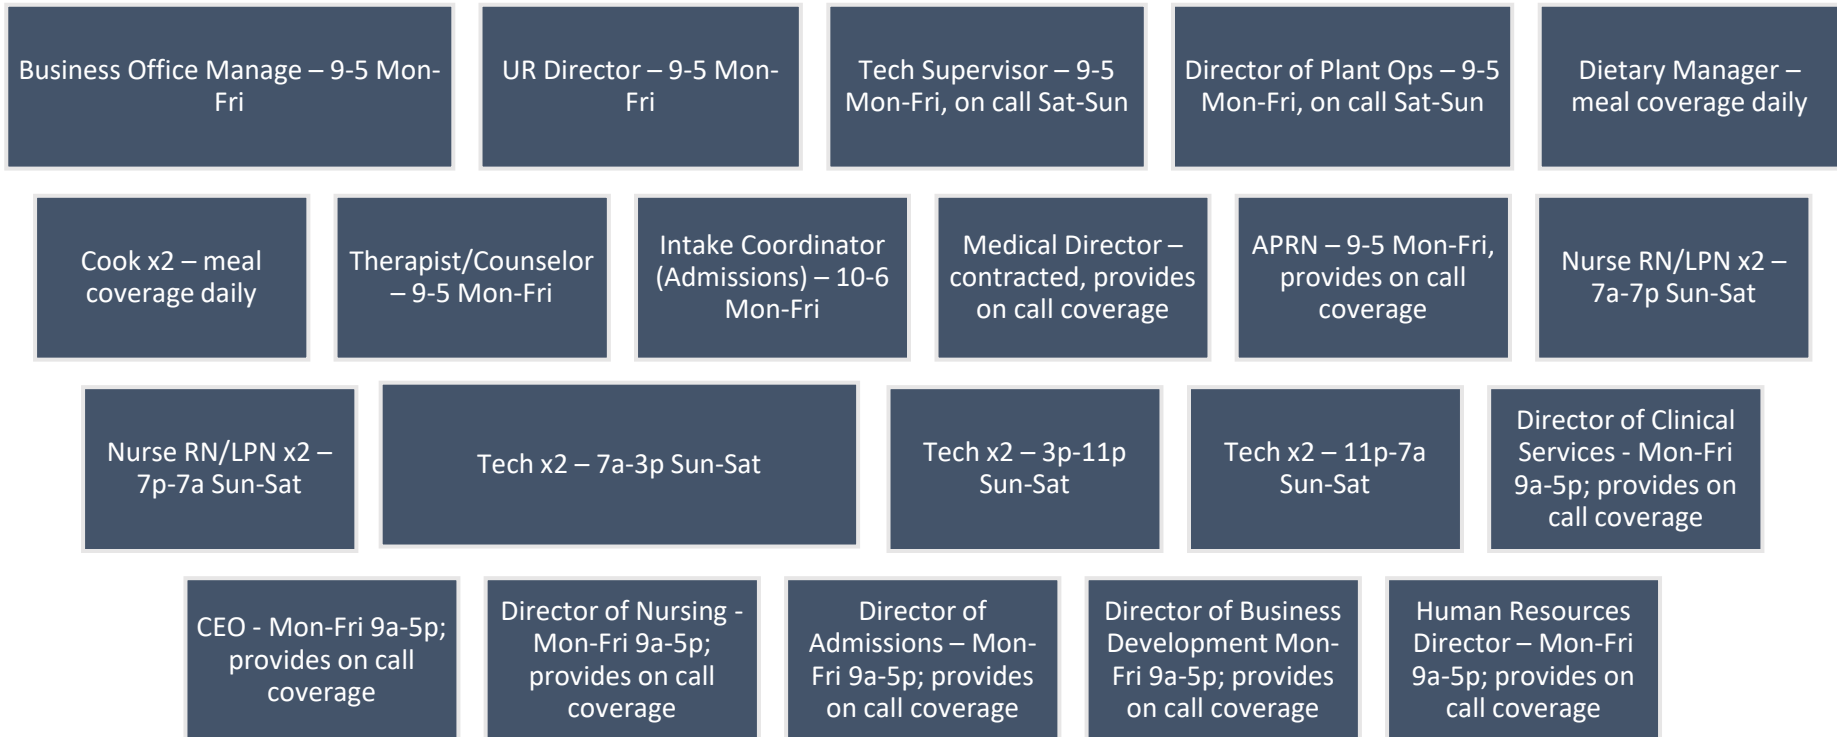 Business Office Manage – 9-5 Mon-
Fri
UR Director – 9-5 Mon-
Fri
Tech Supervisor – 9-5
Mon-Fri, on call Sat-Sun
Director of Plant Ops – 9-5
Mon-Fri, on call Sat-Sun
Dietary Manager –
meal coverage daily
Cook x2 – meal
coverage daily
Therapist/Counselor
– 9-5 Mon-Fri
Intake Coordinator
(Admissions) – 10-6
Mon-Fri
Medical Director –
contracted, provides
on call coverage
APRN – 9-5 Mon-Fri,
provides on call
coverage
Nurse RN/LPN x2 –
7a-7p Sun-Sat
Nurse RN/LPN x2 –
7p-7a Sun-Sat
Tech x2 – 7a-3p Sun-Sat
Tech x2 – 3p-11p
Sun-Sat
Tech x2 – 11p-7a
Sun-Sat
Director of Clinical
Services - Mon-Fri
9a-5p; provides on
call coverage
CEO - Mon-Fri 9a-5p;
provides on call
coverage
Director of Nursing -
Mon-Fri 9a-5p;
provides on call
coverage
Director of
Admissions – Mon-
Fri 9a-5p; provides
on call coverage
Director of Business
Development Mon-
Fri 9a-5p; provides
on call coverage
Human Resources
Director – Mon-Fri
9a-5p; provides on
call coverage